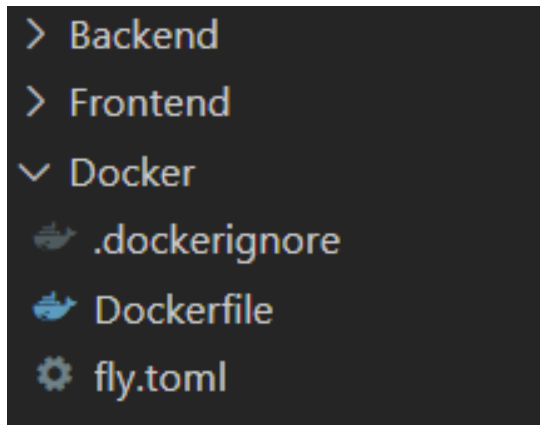 Backend
Frontend
Docker
.dockerignore
Dockerfile
fly.toml